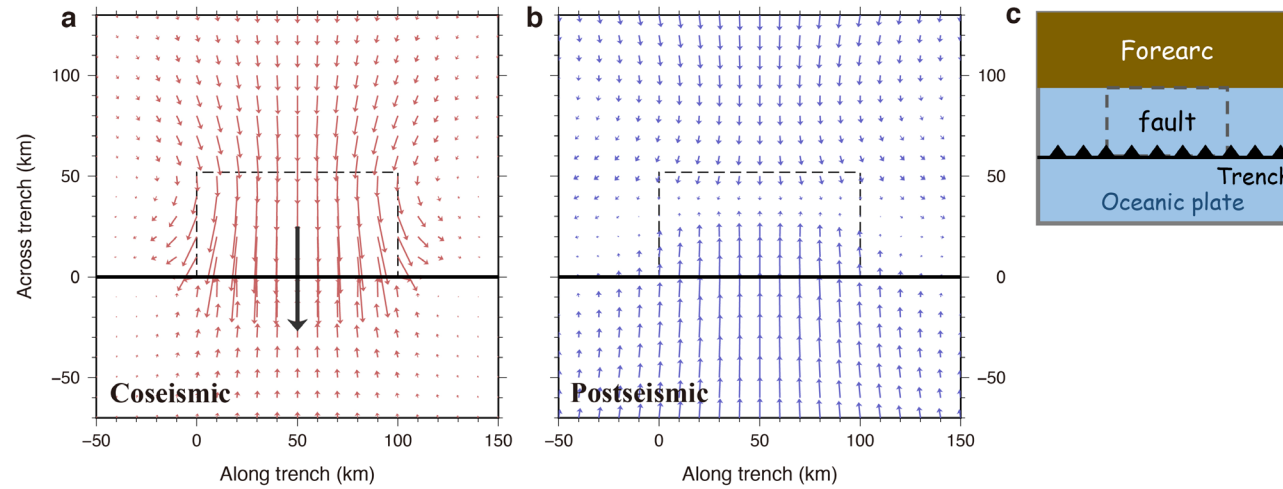 a
Across trench (km)
100
50
0
−50
Coseismic
−50 0 50 100 150
Along trench (km)
b
100
50
0
−50
Postseismic
−50 0 50 100 150
Along trench (km)
c
Forearc
fault
Trench
Oceanic plate